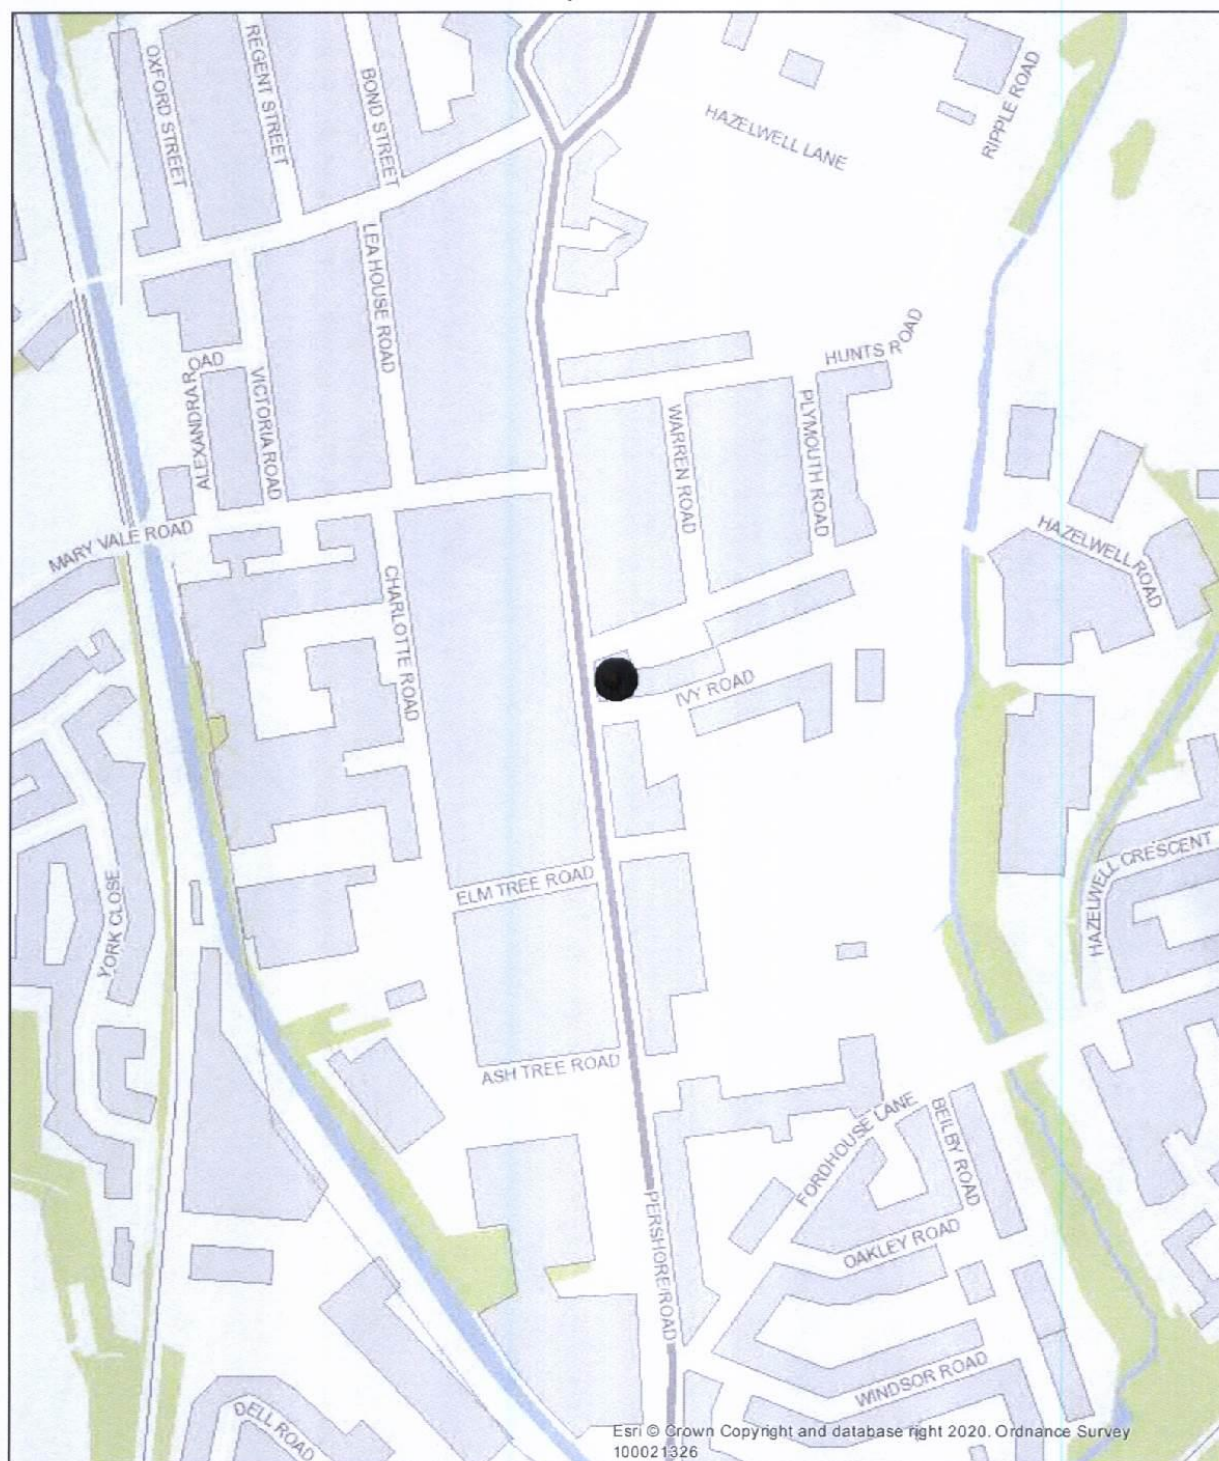 OXFORD STREET
REGENT STREET
BOND STREET
HAZELWELL LANE
RIPPLE ROAD
LEA HOUSE ROAD
HUNTS ROAD
ALEXANDRA ROAD
VICTORIA ROAD
WARREN ROAD
PLYMOUTH ROAD
MARY VALE ROAD
HAZELWELL ROAD
CHARLOTTE ROAD
IVY ROAD
ELM TREE ROAD
YORK CLOSE
HAZELWELL CRESCENT
ASH TREE ROAD
FORDHOUSE LANE
BEILBY ROAD
PERSHORE ROAD
OAKLEY ROAD
WINDSOR ROAD
DELL ROAD
Esri © Crown Copyright and database right 2020. Ordnance Survey
100021326